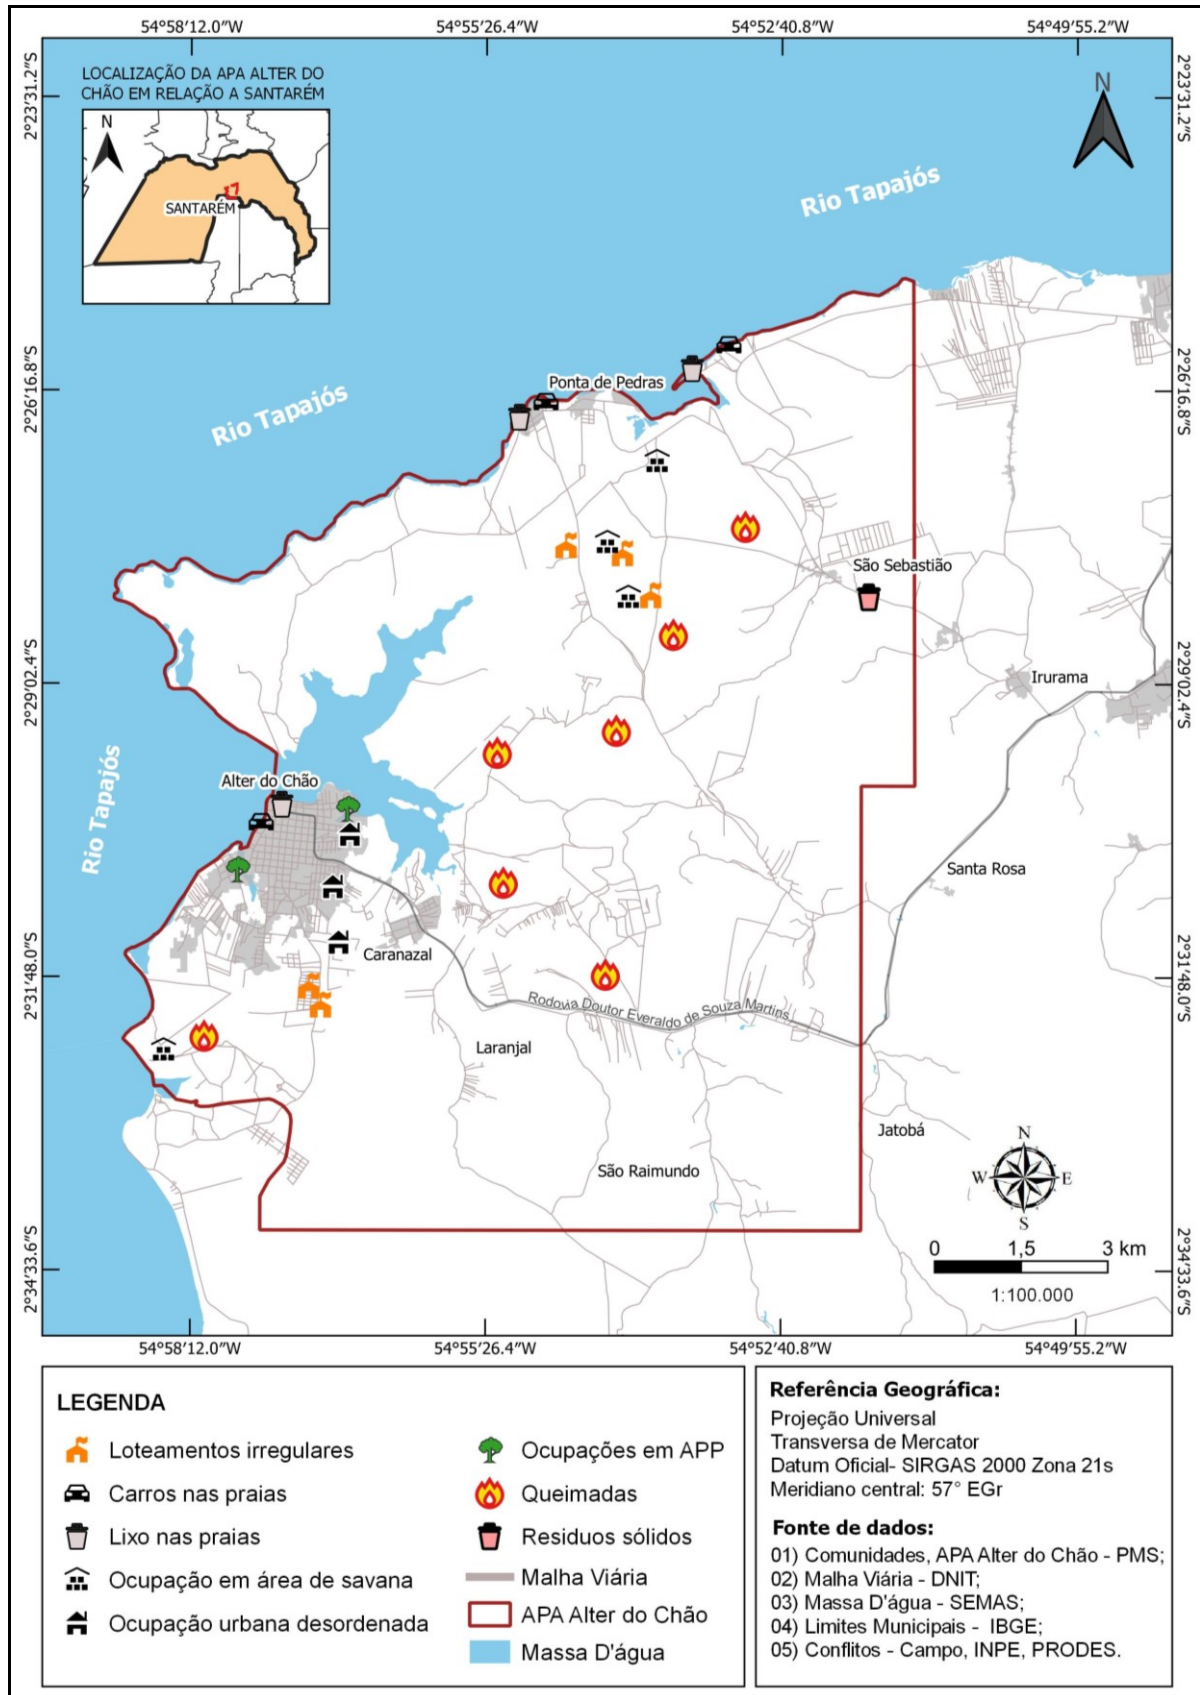 54°58'12.0"W
54°55'26.4"W
54°52'40.8"W
54°49'55.2"W
2°23'31.2"S
2°23'31.2"S
LOCALIZAÇÃO DA APA ALTER DO
CHÃO EM RELAÇÃO A SANTARÉM
N
SANTARÉM
N
Rio Tapajós
2°26'16.8"S
2°26'16.8"S
Ponta de Pedras
Rio Tapajós
São Sebastião
2°29'02.4"S
2°29'02.4"S
Irurama
Rio Tapajós
Alter do Chão
Santa Rosa
Caranazal
2°31'48.0"S
2°31'48.0"S
Rodovia Doutor Everaldo de Souza Martins
Laranjal
Jatobá
São Raimundo
N
W E
S
2°34'33.6"S
2°34'33.6"S
0 1,5 3 km
1:100.000
54°58'12.0"W
54°55'26.4"W
54°52'40.8"W
54°49'55.2"W
LEGENDA
Loteamentos irregulares
Carros nas praias
Lixo nas praias
Ocupação em área de savana
Ocupação urbana desordenada
Ocupações em APP
Queimadas
Residuos sólidos
Malha Viária
APA Alter do Chão
Massa D'água
Referência Geográfica:
Projeção Universal
Transversa de Mercator
Datum Oficial- SIRGAS 2000 Zona 21s
Meridiano central: 57° EGr
Fonte de dados:
01) Comunidades, APA Alter do Chão - PMS;
02) Malha Viária - DNIT;
03) Massa D'água - SEMAS;
04) Limites Municipais - IBGE;
05) Conflitos - Campo, INPE, PRODES.